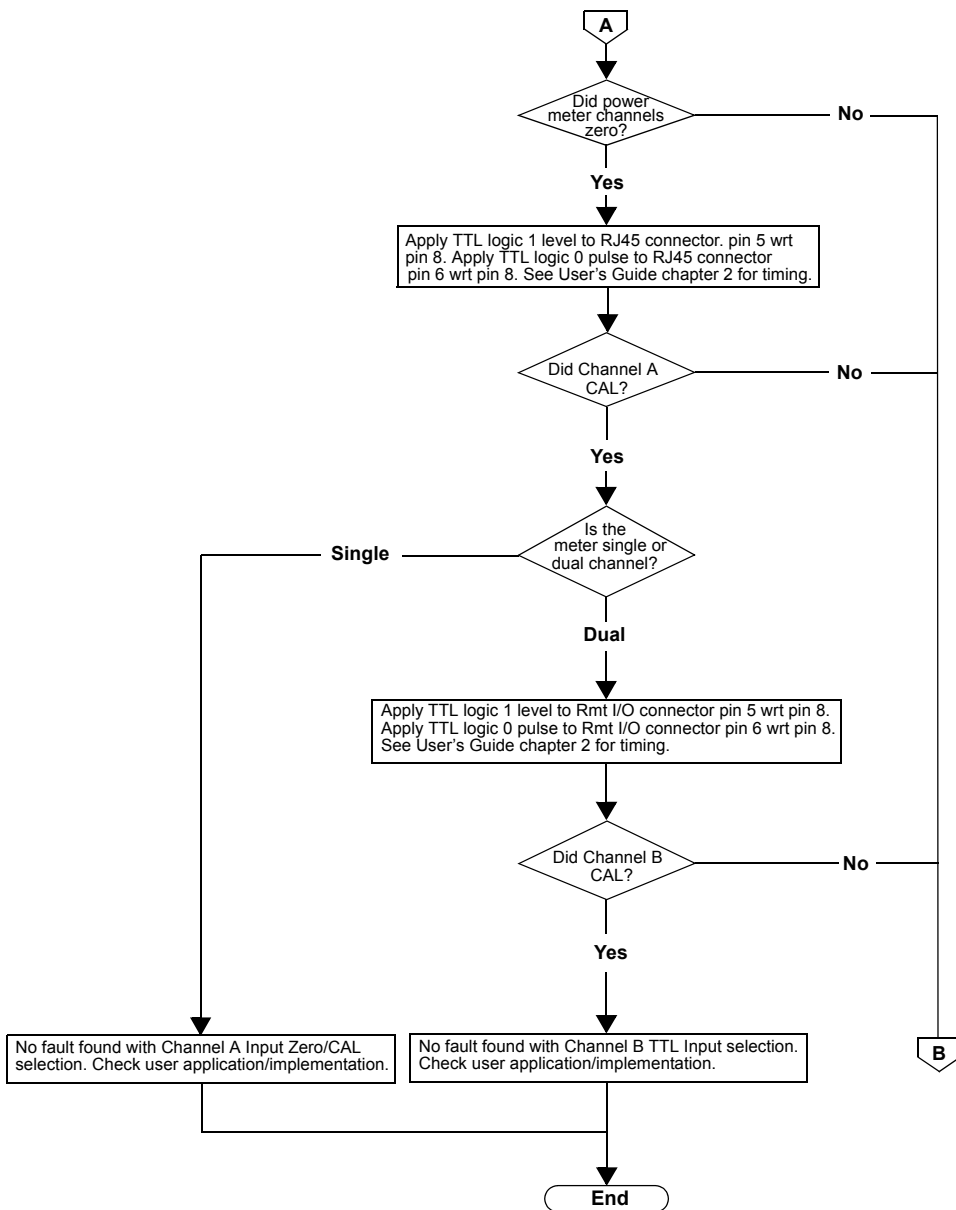 A
Did power
meter channels
zero?
No
Yes
Apply TTL logic 1 level to RJ45 connector. pin 5 wrt
pin 8. Apply TTL logic 0 pulse to RJ45 connector
pin 6 wrt pin 8. See User's Guide chapter 2 for timing.
Did Channel A
CAL?
No
Yes
Is the
meter single or
dual channel?
Single
Dual
Apply TTL logic 1 level to Rmt I/O connector pin 5 wrt pin 8.
Apply TTL logic 0 pulse to Rmt I/O connector pin 6 wrt pin 8.
See User's Guide chapter 2 for timing.
Did Channel B
CAL?
No
Yes
No fault found with Channel A Input Zero/CAL
selection. Check user application/implementation.
No fault found with Channel B TTL Input selection.
Check user application/implementation.
B
End